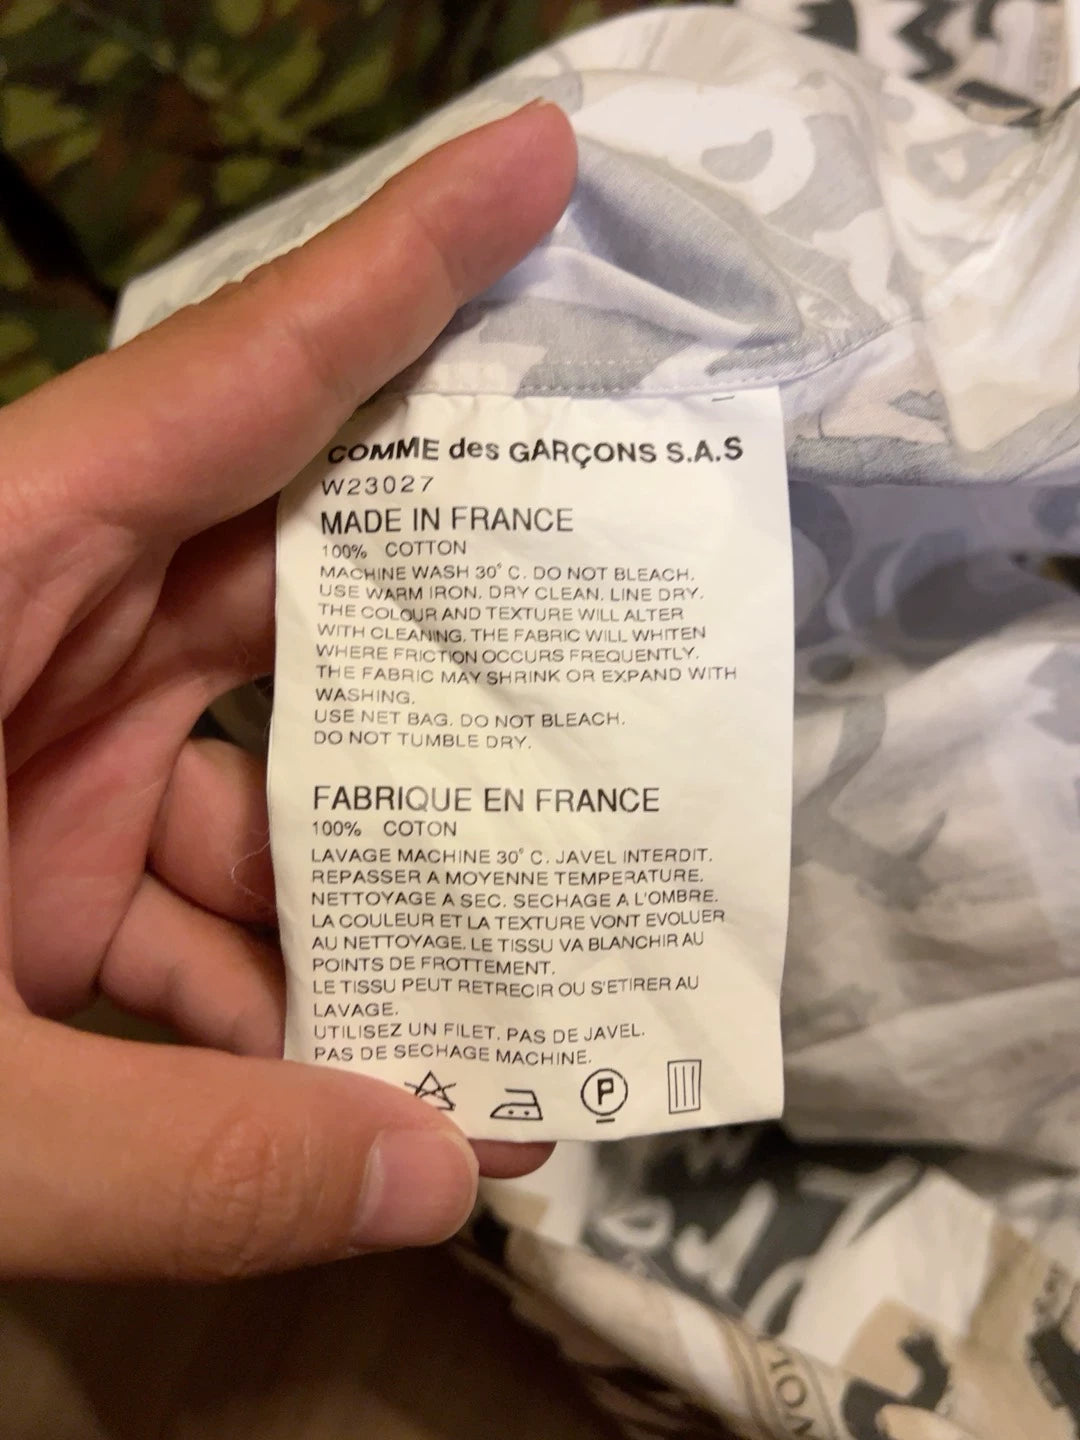 COMME des GARÇONS S.A.S
W23027
MADE IN FRANCE
100% COTTON
MACHINE WASH 30° C. DO NOT BLEACH.
USE WARM IRON. DRY CLEAN. LINE DRY.
THE COLOUR AND TEXTURE WILL ALTER
WITH CLEANING. THE FABRIC WILL WHITEN
WHERE FRICTION OCCURS FREQUENTLY.
THE FABRIC MAY SHRINK OR EXPAND WITH
WASHING.
USE NET BAG. DO NOT BLEACH.
DO NOT TUMBLE DRY.
FABRIQUE EN FRANCE
100% COTON
LAVAGE MACHINE 30° C. JAVEL INTERDIT.
REPASSER A MOYENNE TEMPERATURE.
NETTOYAGE A SEC. SECHAGE A L'OMBRE.
LA COULEUR ET LA TEXTURE VONT EVOLUER
AU NETTOYAGE. LE TISSU VA BLANCHIR AU
POINTS DE FROTTEMENT.
LE TISSU PEUT RETRECIR OU S'ETIRER AU
LAVAGE.
UTILISEZ UN FILET. PAS DE JAVEL.
PAS DE SECHAGE MACHINE.
P